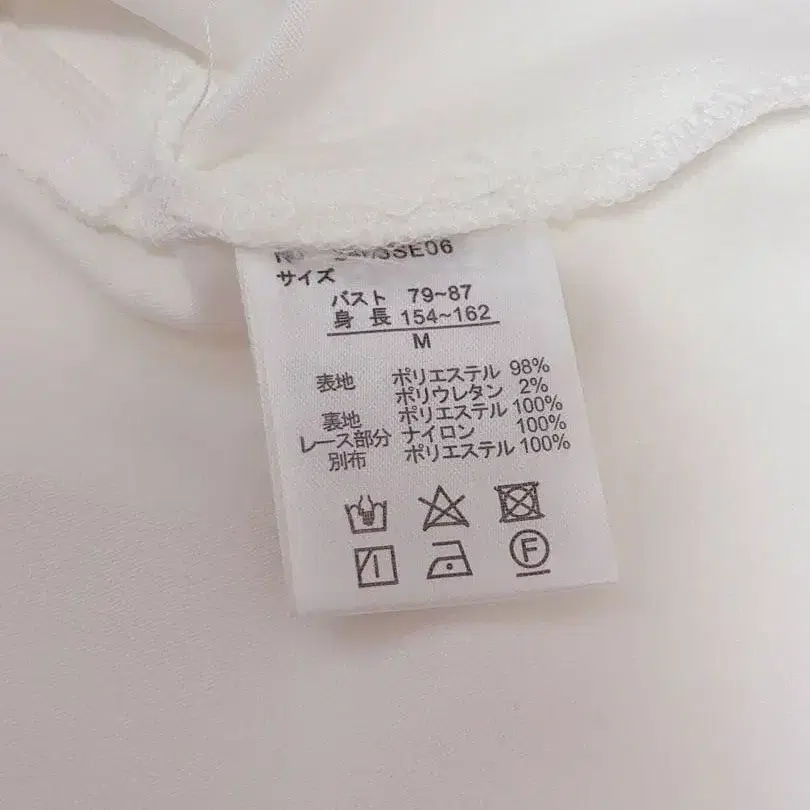 SE06
サイズ
バスト 79~87
身 長 154~162
M
表地 ポリエステル 98%
ポリウレタン 2%
裏地 ポリエステル 100%
レース部分 ナイロン 100%
別布 ポリエステル 100%
F